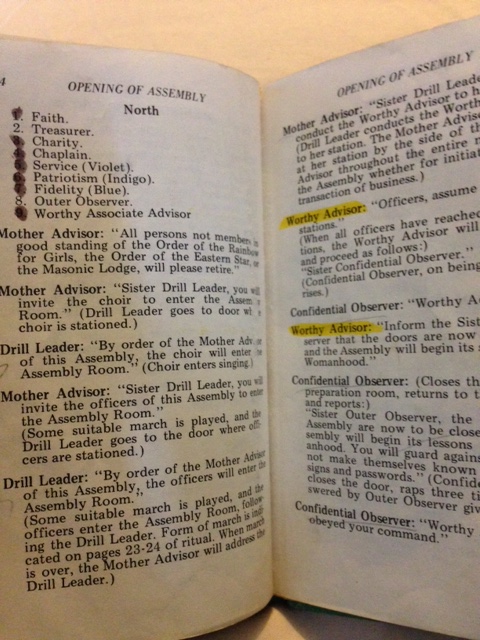 4
OPENING OF ASSEMBLY
North
1. Faith.
2. Treasurer.
3. Charity.
4. Chaplain.
5. Service (Violet).
6. Patriotism (Indigo).
7. Fidelity (Blue).
8. Outer Observer.
9. Worthy Associate Advisor
Mother Advisor: "All persons not members in
good standing of the Order of the Rainbow
for Girls, the Order of the Eastern Star, or
the Masonic Lodge, will please retire."
Mother Advisor: "Sister Drill Leader, you will
invite the choir to enter the Assem
Room." (Drill Leader goes to door wh
choir is stationed.)
Drill Leader: "By order of the Mother Advisor
of this Assembly, the choir will enter the
Assembly Room." (Choir enters singing.)
Mother Advisor: "Sister Drill Leader, you will
invite the officers of this Assembly to enter
the Assembly Room."
(Some suitable march is played, and the
Drill Leader goes to the door where offi-
cers are stationed.)
Drill Leader: "By order of the Mother Advisor
of this Assembly, the officers will enter the
Assembly Room."
(Some suitable march is played, and the
officers enter the Assembly Room, follow-
ing the Drill Leader. Form of march is indi-
cated on pages 23-24 of ritual. When march
is over, the Mother Advisor will address the
Drill Leader.)
OPENING OF ASSEMBLY
Mother Advisor: "Sister Drill Leade
conduct the Worthy Advisor to h
(Drill Leader conducts the Worth
to her station. The Mother Adviso
at her station by the side of th
Advisor throughout the entire m
the Assembly whether for initiat
transaction of business.)
Worthy Advisor: "Officers, assume
stations."
(When all officers have reached
tions, the Worthy Advisor will
and proceed as follows:)
"Sister Confidential Observer."
(Confidential Observer, on being
rises.)
Confidential Observer: "Worthy A
Worthy Advisor: "Inform the Sist
server that the doors are now
and the Assembly will begin its
Womanhood."
Confidential Observer: (Closes th
preparation room, returns to t
and reports:)
"Sister Outer Observer, the
Assembly are now to be close
sembly will begin its lessons
anhood. You will guard agains
not make themselves known
signs and passwords." (Confid
closes the door, raps three ti
swered by Outer Observer giv
Confidential Observer: "Worthy
obeyed your command."